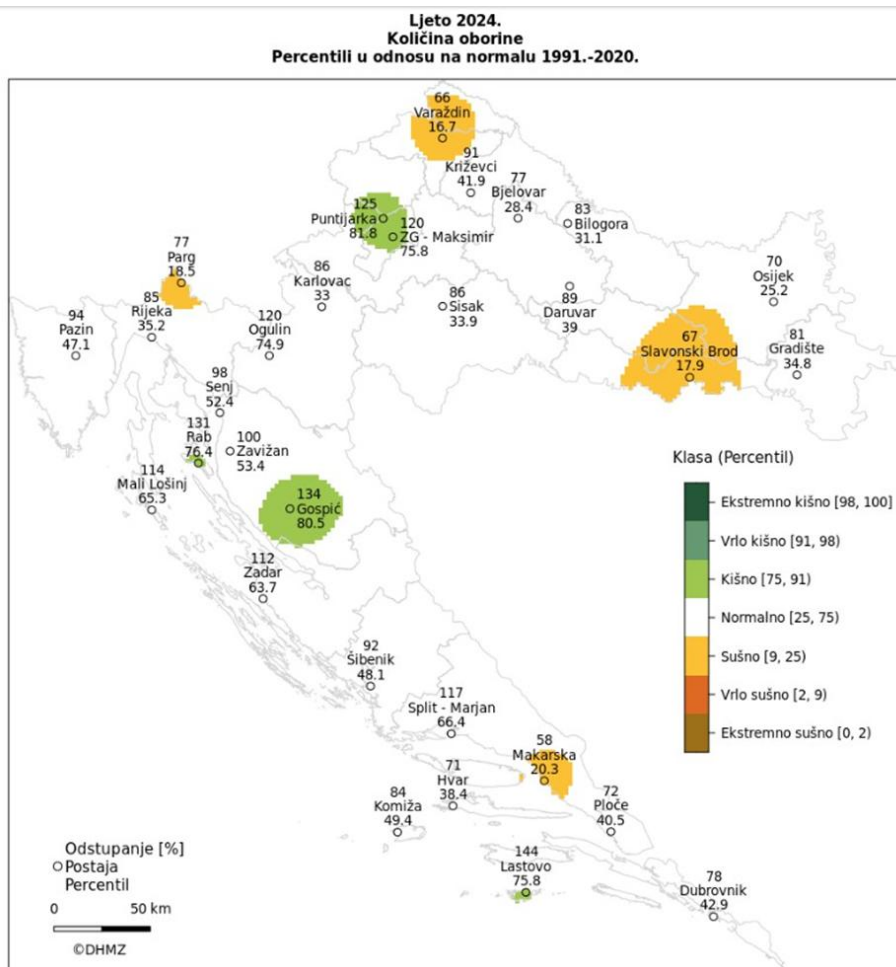 Ljeto 2024.
Količina oborine
Percentili u odnosu na normalu 1991.-2020.
66
Varaždin
16.7
91
Križevci
41.9
77
Bjelovar
28.4
83
Bilogora
31.1
125
Puntijarka
81.8
120
ZG - Maksimir
75.8
77
Parg
18.5
85
Rijeka
35.2
86
Karlovac
33
86
Sisak
33.9
89
Daruvar
39
70
Osijek
25.2
94
Pazin
47.1
120
Ogulin
74.9
67
Slavonski Brod
17.9
81
Gradište
34.8
98
Senj
52.4
131
Rab
76.4
100
Zavižan
53.4
114
Mali Lošinj
65.3
134
Gospić
80.5
112
Zadar
63.7
92
Šibenik
48.1
117
Split - Marjan
66.4
58
Makarska
20.3
71
Hvar
38.4
84
Komiža
49.4
72
Ploče
40.5
144
Lastovo
75.8
78
Dubrovnik
42.9
Klasa (Percentil)
Ekstremno kišno [98, 100]
Vrlo kišno [91, 98)
Kišno [75, 91)
Normalno [25, 75)
Sušno [9, 25)
Vrlo sušno [2, 9)
Ekstremno sušno [0, 2)
Odstupanje [%]
Postaja
Percentil
0 50 km
©DHMZ